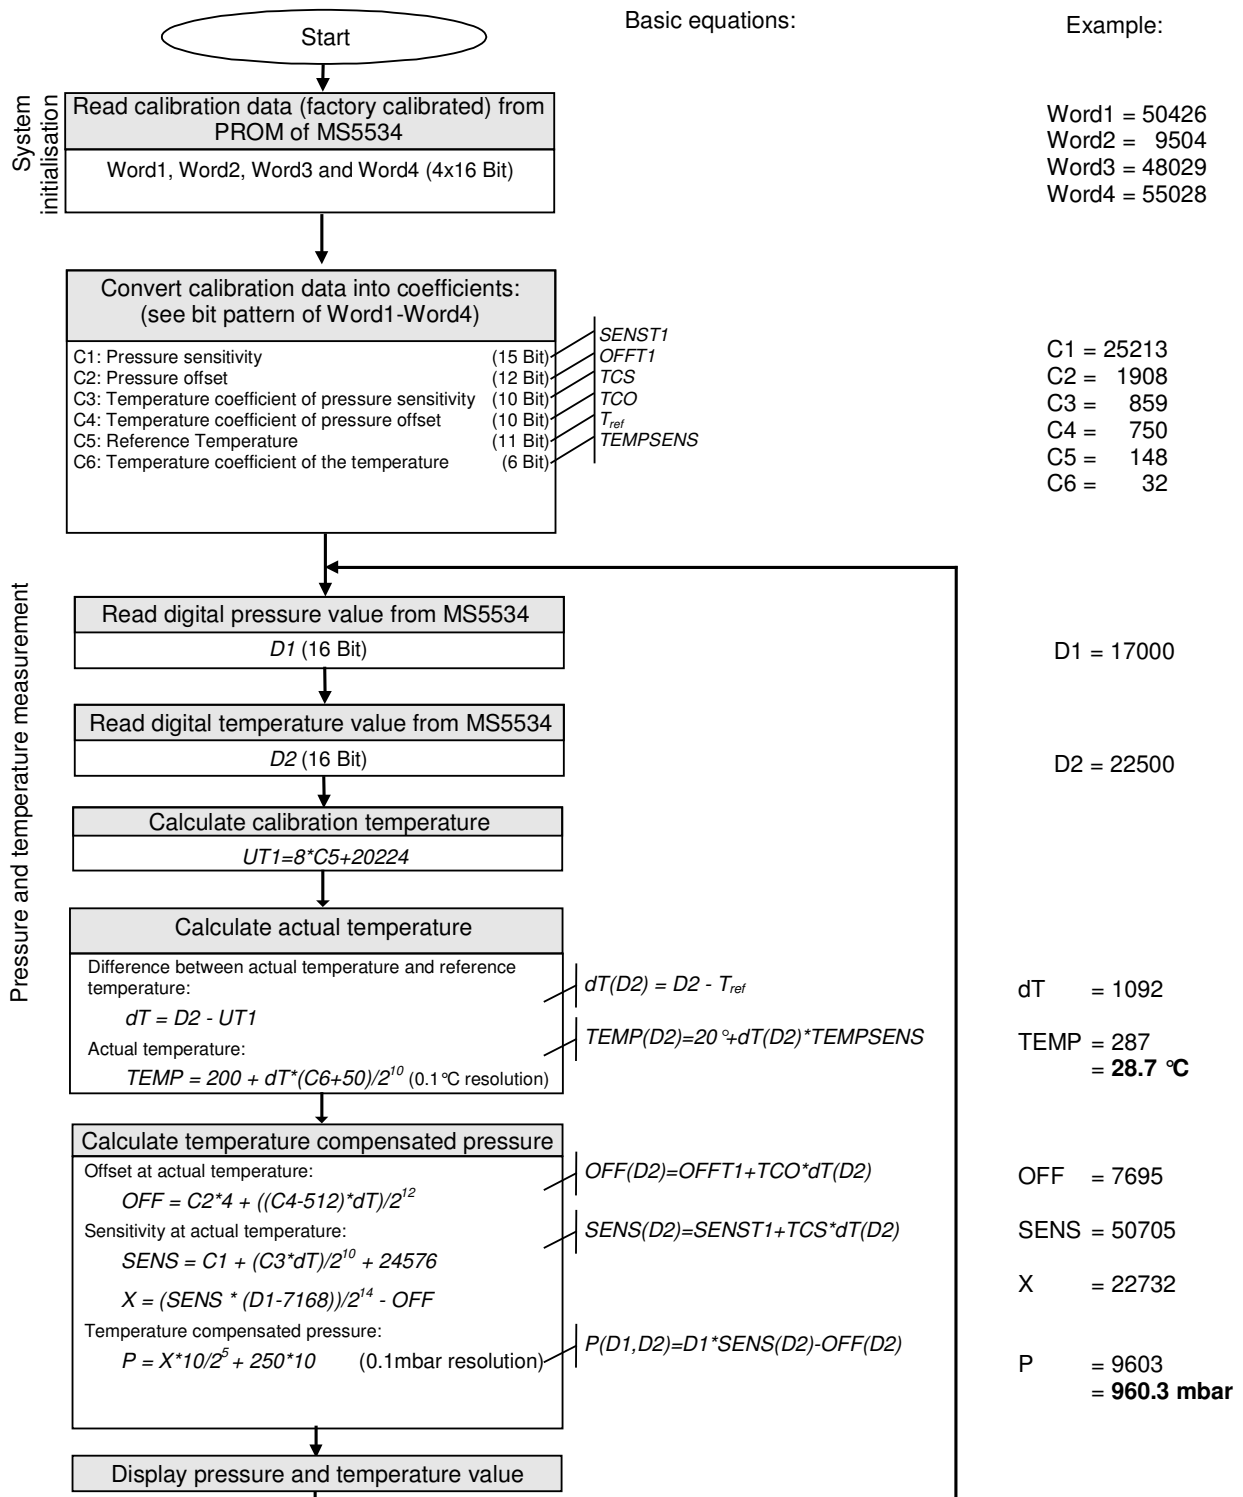 Basic equations:
Example:
Start
System
initialisation
Read calibration data (factory calibrated) from
PROM of MS5534
Word1, Word2, Word3 and Word4 (4x16 Bit)
Word1 = 50426
Word2 = 9504
Word3 = 48029
Word4 = 55028
Convert calibration data into coefficients:
(see bit pattern of Word1-Word4)
C1: Pressure sensitivity (15 Bit) SENST1
C2: Pressure offset (12 Bit) OFFT1
C3: Temperature coefficient of pressure sensitivity (10 Bit) TCS
C4: Temperature coefficient of pressure offset (10 Bit) TCO
C5: Reference Temperature (11 Bit) Tref
C6: Temperature coefficient of the temperature (6 Bit) TEMPSENS
C1 = 25213
C2 = 1908
C3 = 859
C4 = 750
C5 = 148
C6 = 32
Pressure and temperature measurement
Read digital pressure value from MS5534
D1 (16 Bit)
D1 = 17000
Read digital temperature value from MS5534
D2 (16 Bit)
D2 = 22500
Calculate calibration temperature
UT1=8*C5+20224
Calculate actual temperature
Difference between actual temperature and reference
temperature:
dT = D2 - UT1
dT(D2) = D2 - Tref
dT = 1092
Actual temperature:
TEMP = 200 + dT*(C6+50)/2^10 (0.1°C resolution)
TEMP(D2)=20°+dT(D2)*TEMPSENS
TEMP = 287
= 28.7 °C
Calculate temperature compensated pressure
Offset at actual temperature:
OFF = C2*4 + ((C4-512)*dT)/2^12
OFF(D2)=OFFT1+TCO*dT(D2)
OFF = 7695
Sensitivity at actual temperature:
SENS = C1 + (C3*dT)/2^10 + 24576
SENS(D2)=SENST1+TCS*dT(D2)
SENS = 50705
X = (SENS * (D1-7168))/2^14 - OFF
X = 22732
Temperature compensated pressure:
P = X*10/2^5 + 250*10 (0.1mbar resolution)
P(D1,D2)=D1*SENS(D2)-OFF(D2)
P = 9603
= 960.3 mbar
Display pressure and temperature value